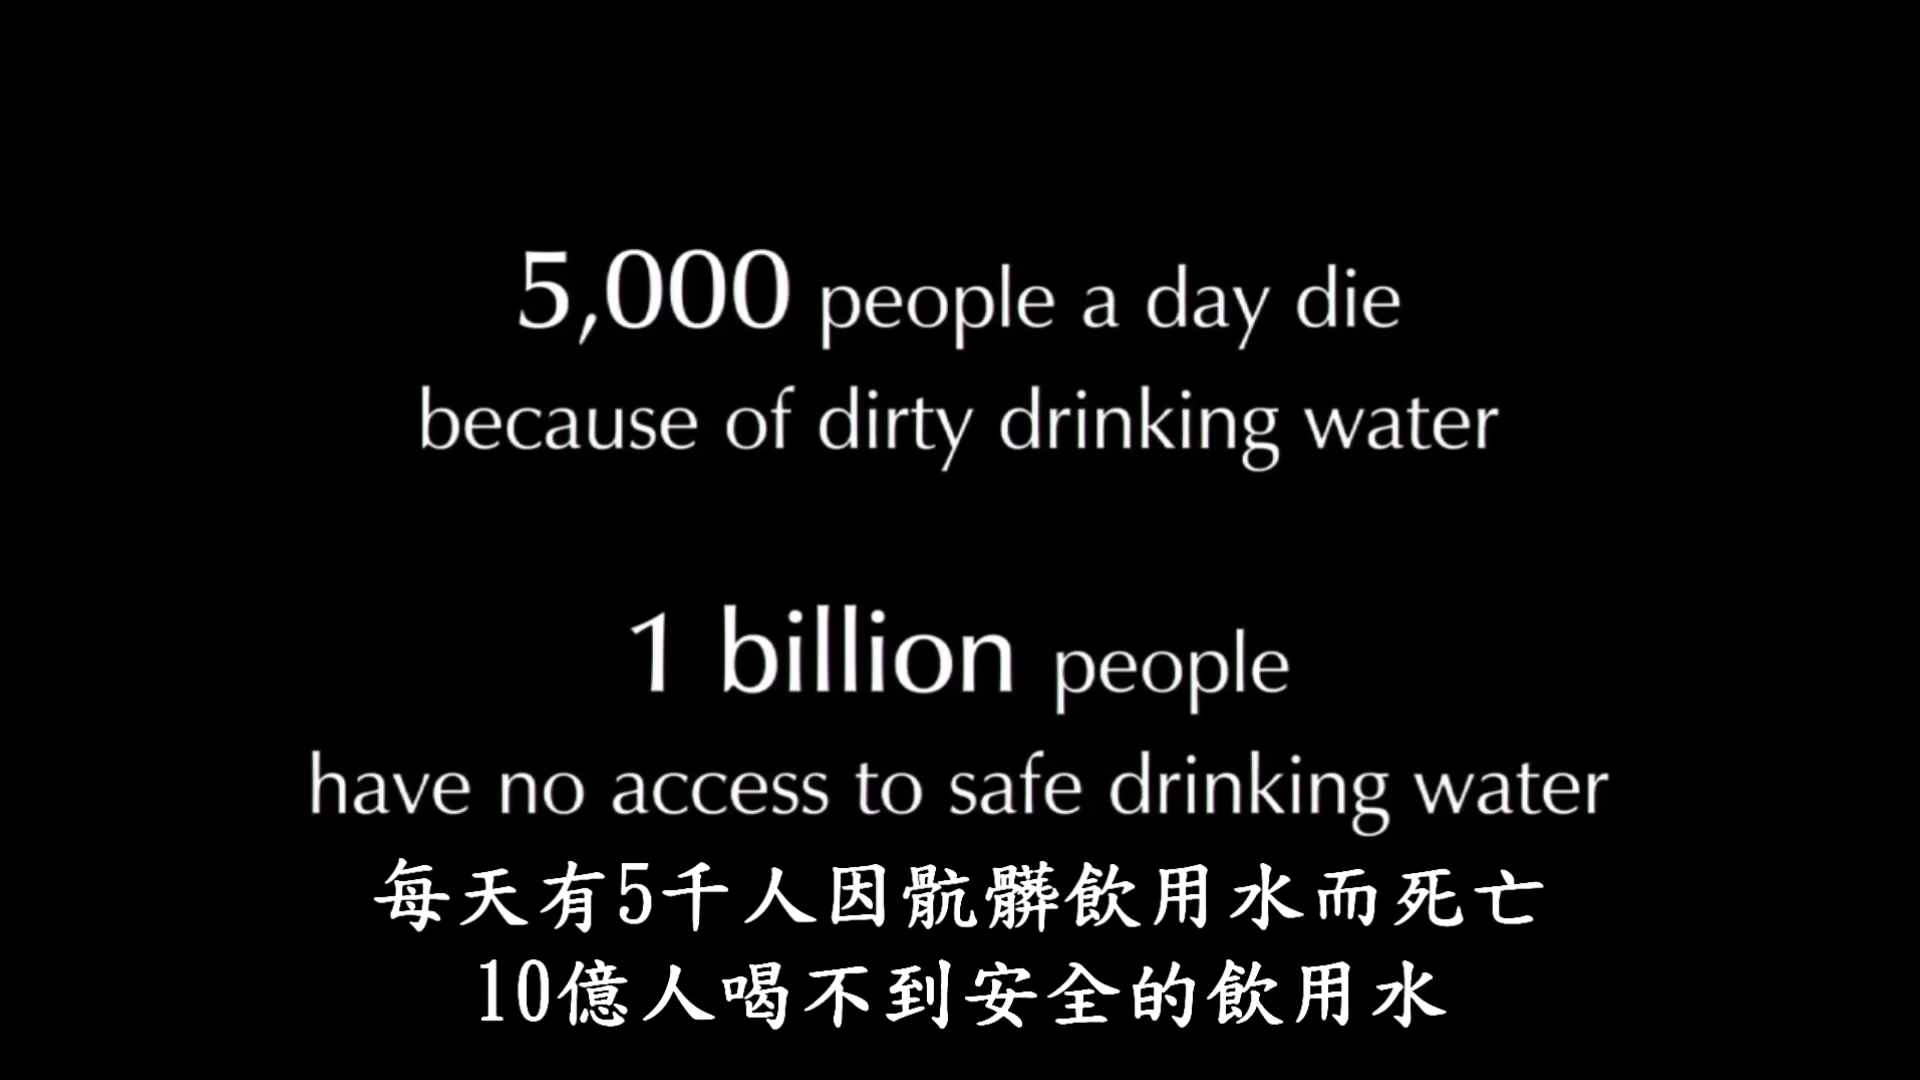 5,000 people a day die
because of dirty drinking water
1 billion people
have no access to safe drinking water
每天有5千人因骯髒飲用水而死亡
10億人喝不到安全的飲用水